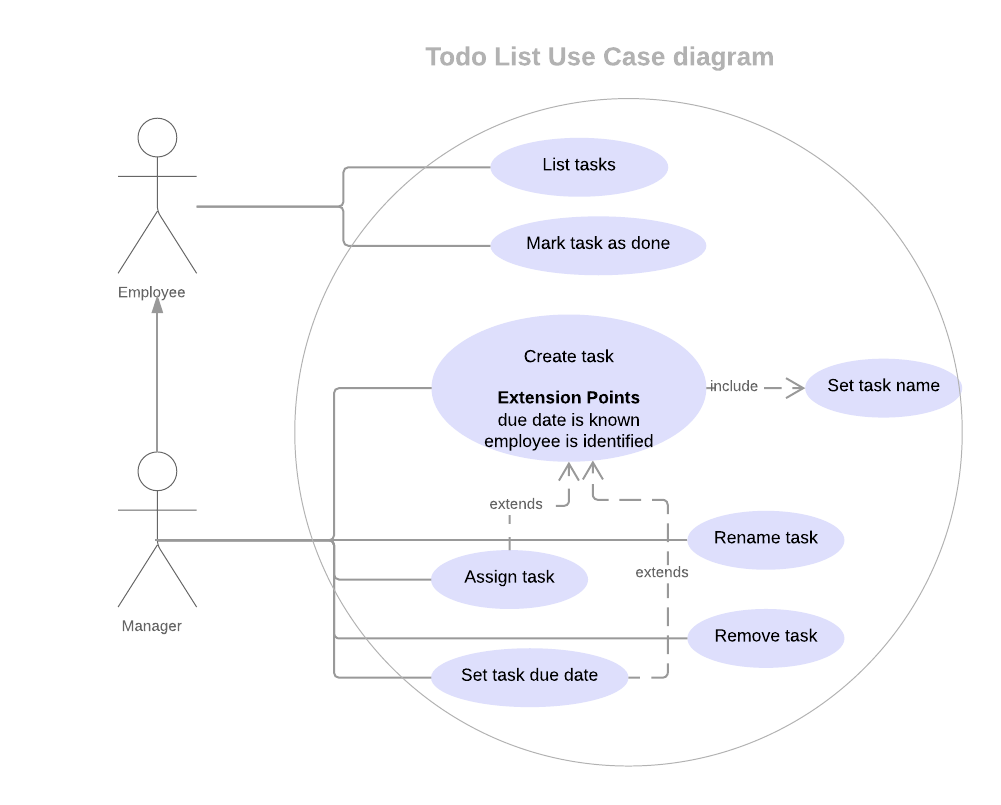 Todo List Use Case diagram
List tasks
Mark task as done
Employee
Create task
Extension Points
due date is known
employee is identified
include
Set task name
extends
Rename task
extends
Assign task
Manager
Remove task
Set task due date